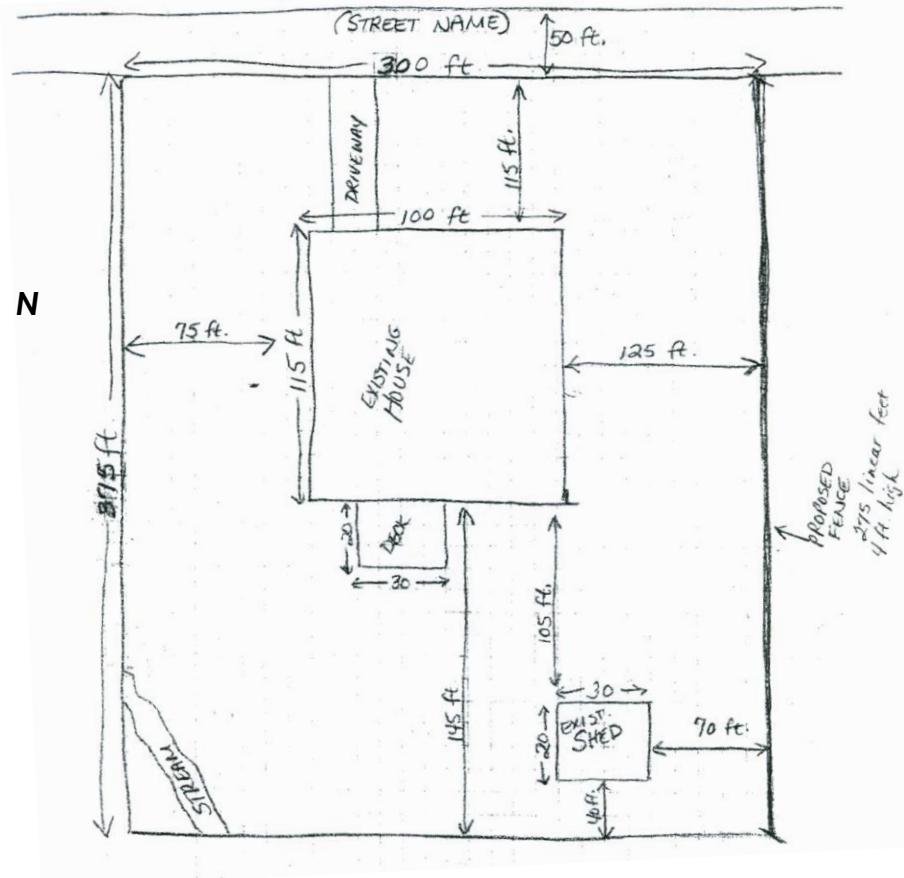 (STREET NAME)
50 ft.
300 ft
DRIVEWAY
115 ft.
100 ft
N
75 ft.
115 ft
EXISTING
HOUSE
125 ft.
375 ft.
PROPOSED
FENCE
275 linear feet
4 ft. high
20
DECK
30
105 ft.
145 ft.
30
20
EXIST.
SHED
70 ft.
40 ft.
STREAM